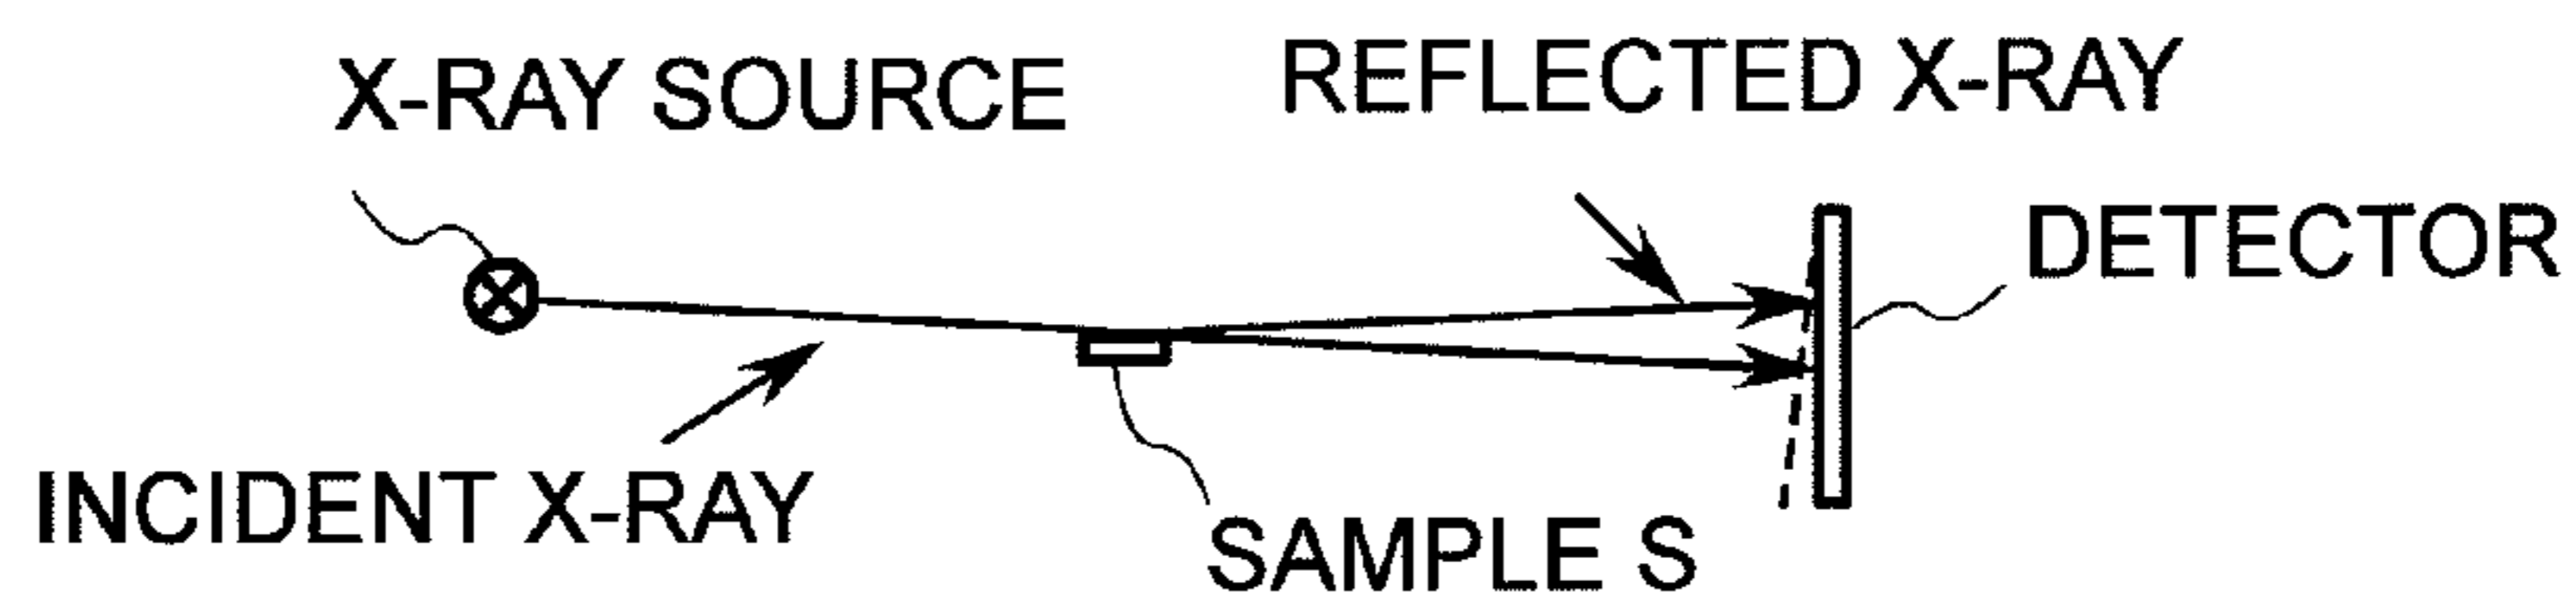 X-RAY SOURCE
REFLECTED X-RAY
DETECTOR
INCIDENT X-RAY
SAMPLE S